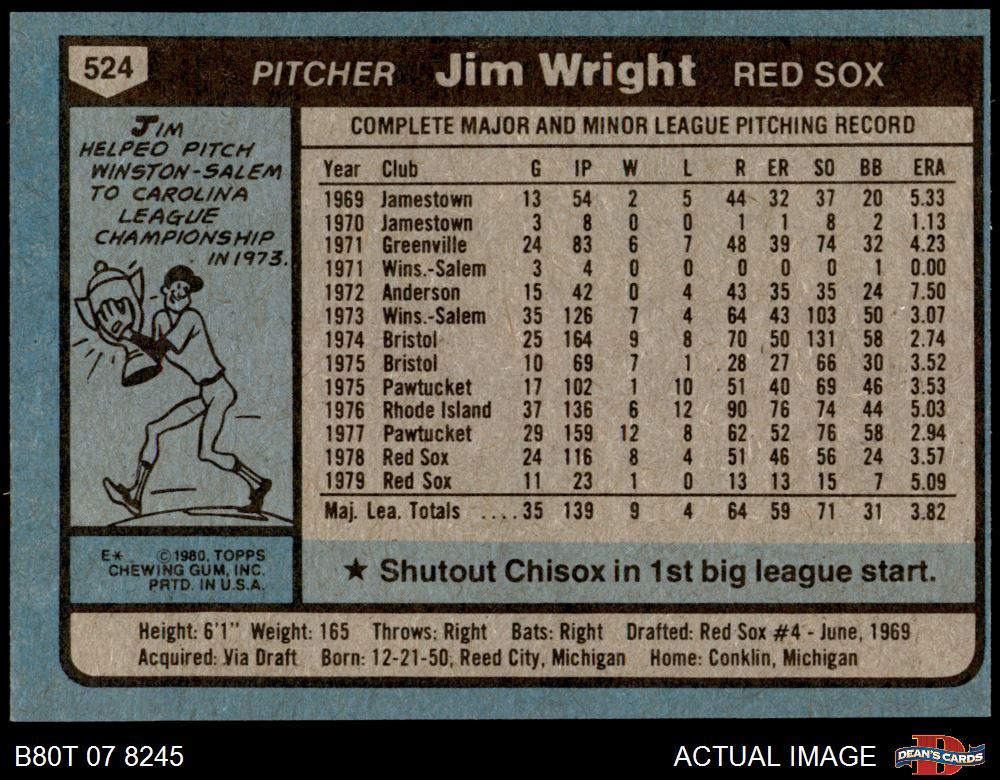 524 PITCHER Jim Wright RED SOX
JIM
HELPED PITCH
WINSTON-SALEM
TO CAROLINA
LEAGUE
CHAMPIONSHIP
IN 1973.
COMPLETE MAJOR AND MINOR LEAGUE PITCHING RECORD
Year Club G IP W L R ER SO BB ERA
1969 Jamestown 13 54 2 5 44 32 37 20 5.33
1970 Jamestown 3 8 0 0 1 1 8 2 1.13
1971 Greenville 24 83 6 7 48 39 74 32 4.23
1971 Wins.-Salem 3 4 0 0 0 0 0 1 0.00
1972 Anderson 15 42 0 4 43 35 35 24 7.50
1973 Wins.-Salem 35 126 7 4 64 43 103 50 3.07
1974 Bristol 25 164 9 8 70 50 131 58 2.74
1975 Bristol 10 69 7 1 28 27 66 30 3.52
1975 Pawtucket 17 102 1 10 51 40 69 46 3.53
1976 Rhode Island 37 136 6 12 90 76 74 44 5.03
1977 Pawtucket 29 159 12 8 62 52 76 58 2.94
1978 Red Sox 24 116 8 4 51 46 56 24 3.57
1979 Red Sox 11 23 1 0 13 13 15 7 5.09
Maj. Lea. Totals ....35 139 9 4 64 59 71 31 3.82
E* ©1980, TOPPS
CHEWING GUM, INC.
PRTD. IN U.S.A.
★ Shutout Chisox in 1st big league start.
Height: 6'1" Weight: 165 Throws: Right Bats: Right Drafted: Red Sox #4 - June, 1969
Acquired: Via Draft Born: 12-21-50, Reed City, Michigan Home: Conklin, Michigan
B80T 07 8245 ACTUAL IMAGE DEAN'S CARDS